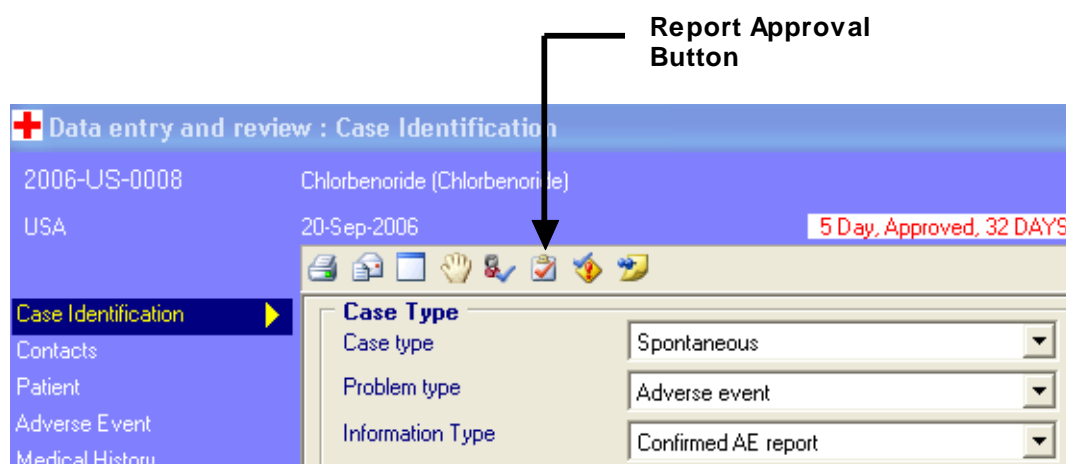 Report Approval
Button
Data entry and review : Case Identification
2006-US-0008
Chlorbenoride (Chlorbenoride)
USA
20-Sep-2006
5 Day, Approved, 32 DAYS
Case Identification
Contacts
Patient
Adverse Event
Medical History
Case Type
Case type
Spontaneous
Problem type
Adverse event
Information Type
Confirmed AE report